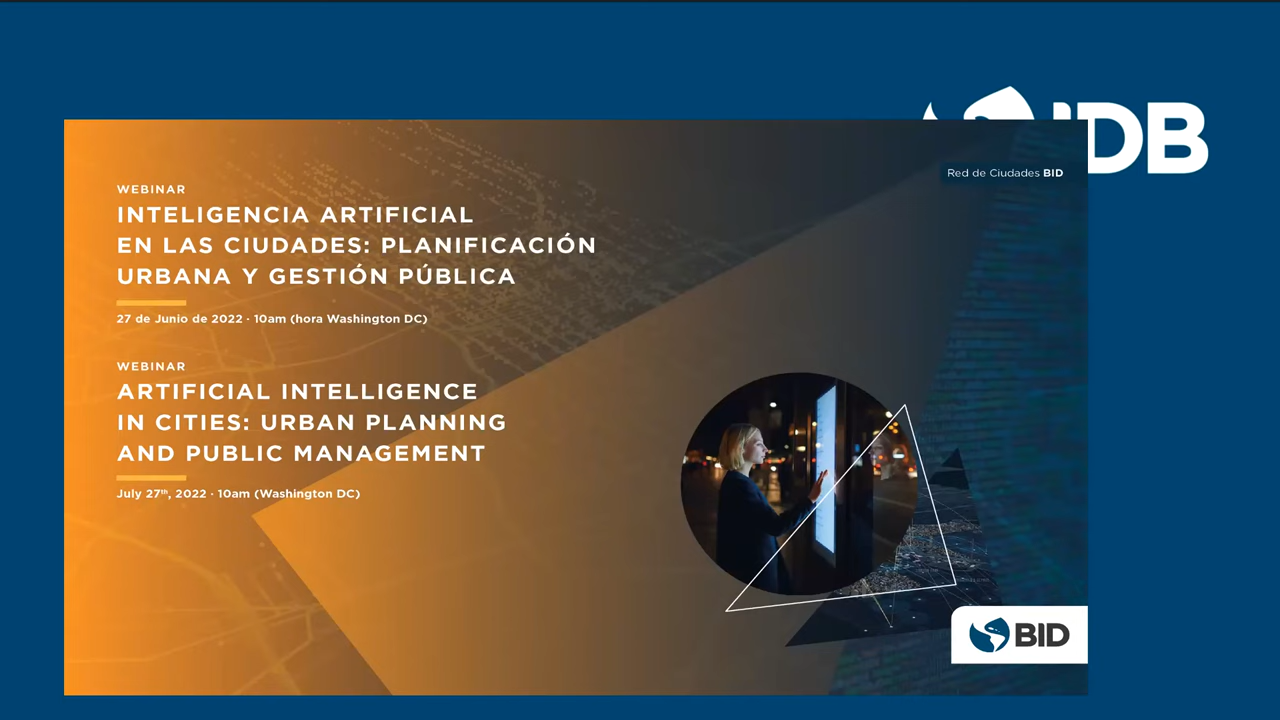 IDB
Red de Ciudades BID
WEBINAR
INTELIGENCIA ARTIFICIAL
EN LAS CIUDADES: PLANIFICACIÓN
URBANA Y GESTIÓN PÚBLICA
27 de Junio de 2022 · 10am (hora Washington DC)
WEBINAR
ARTIFICIAL INTELLIGENCE
IN CITIES: URBAN PLANNING
AND PUBLIC MANAGEMENT
July 27th, 2022 · 10am (Washington DC)
BID